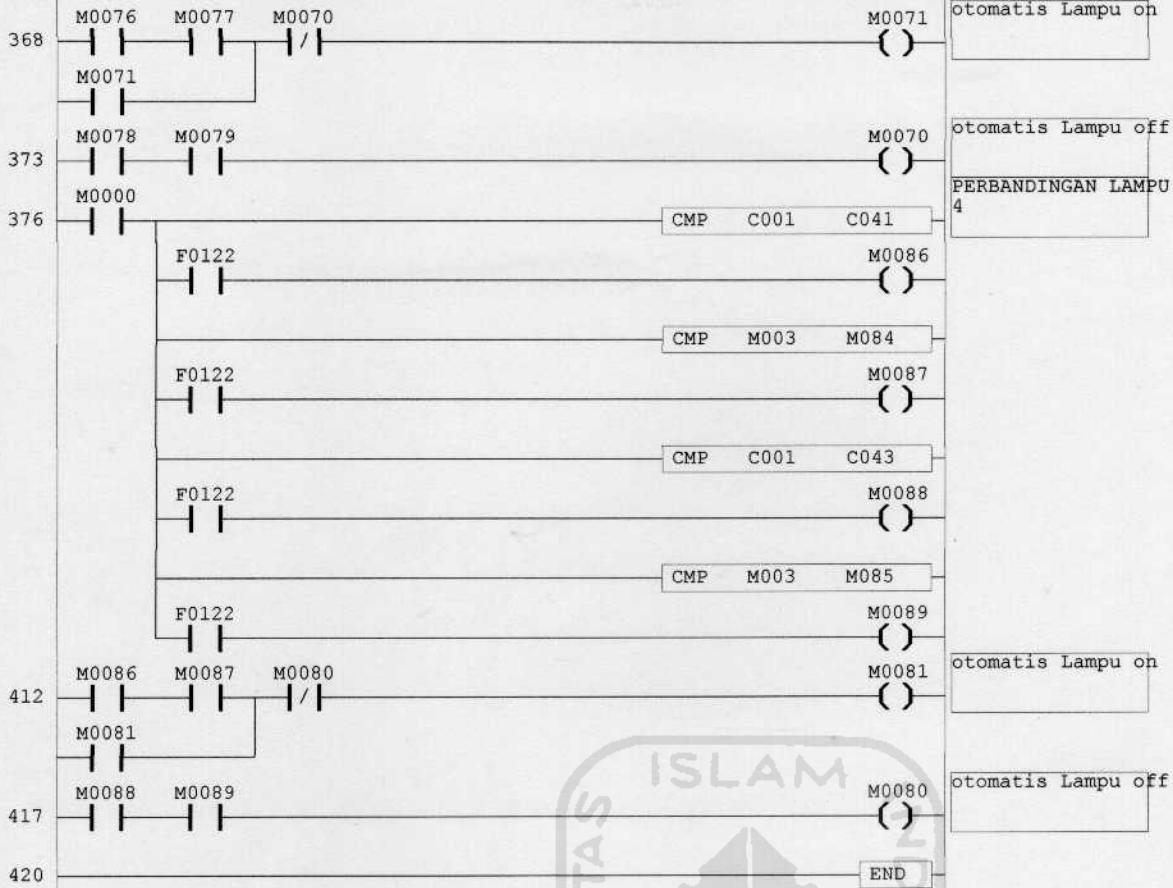 M0076 M0077 M0070 M0071 otomatis Lampu on
368
M0071
M0078 M0079 M0070 otomatis Lampu off
373
M0000 PERBANDINGAN LAMPU
4
376 CMP C001 C041
F0122 M0086
CMP M003 M084
F0122 M0087
CMP C001 C043
F0122 M0088
CMP M003 M085
F0122 M0089
M0086 M0087 M0080 M0081 otomatis Lampu on
412
M0081
ISLAM
M0088 M0089 M0080 otomatis Lampu off
417
420 END